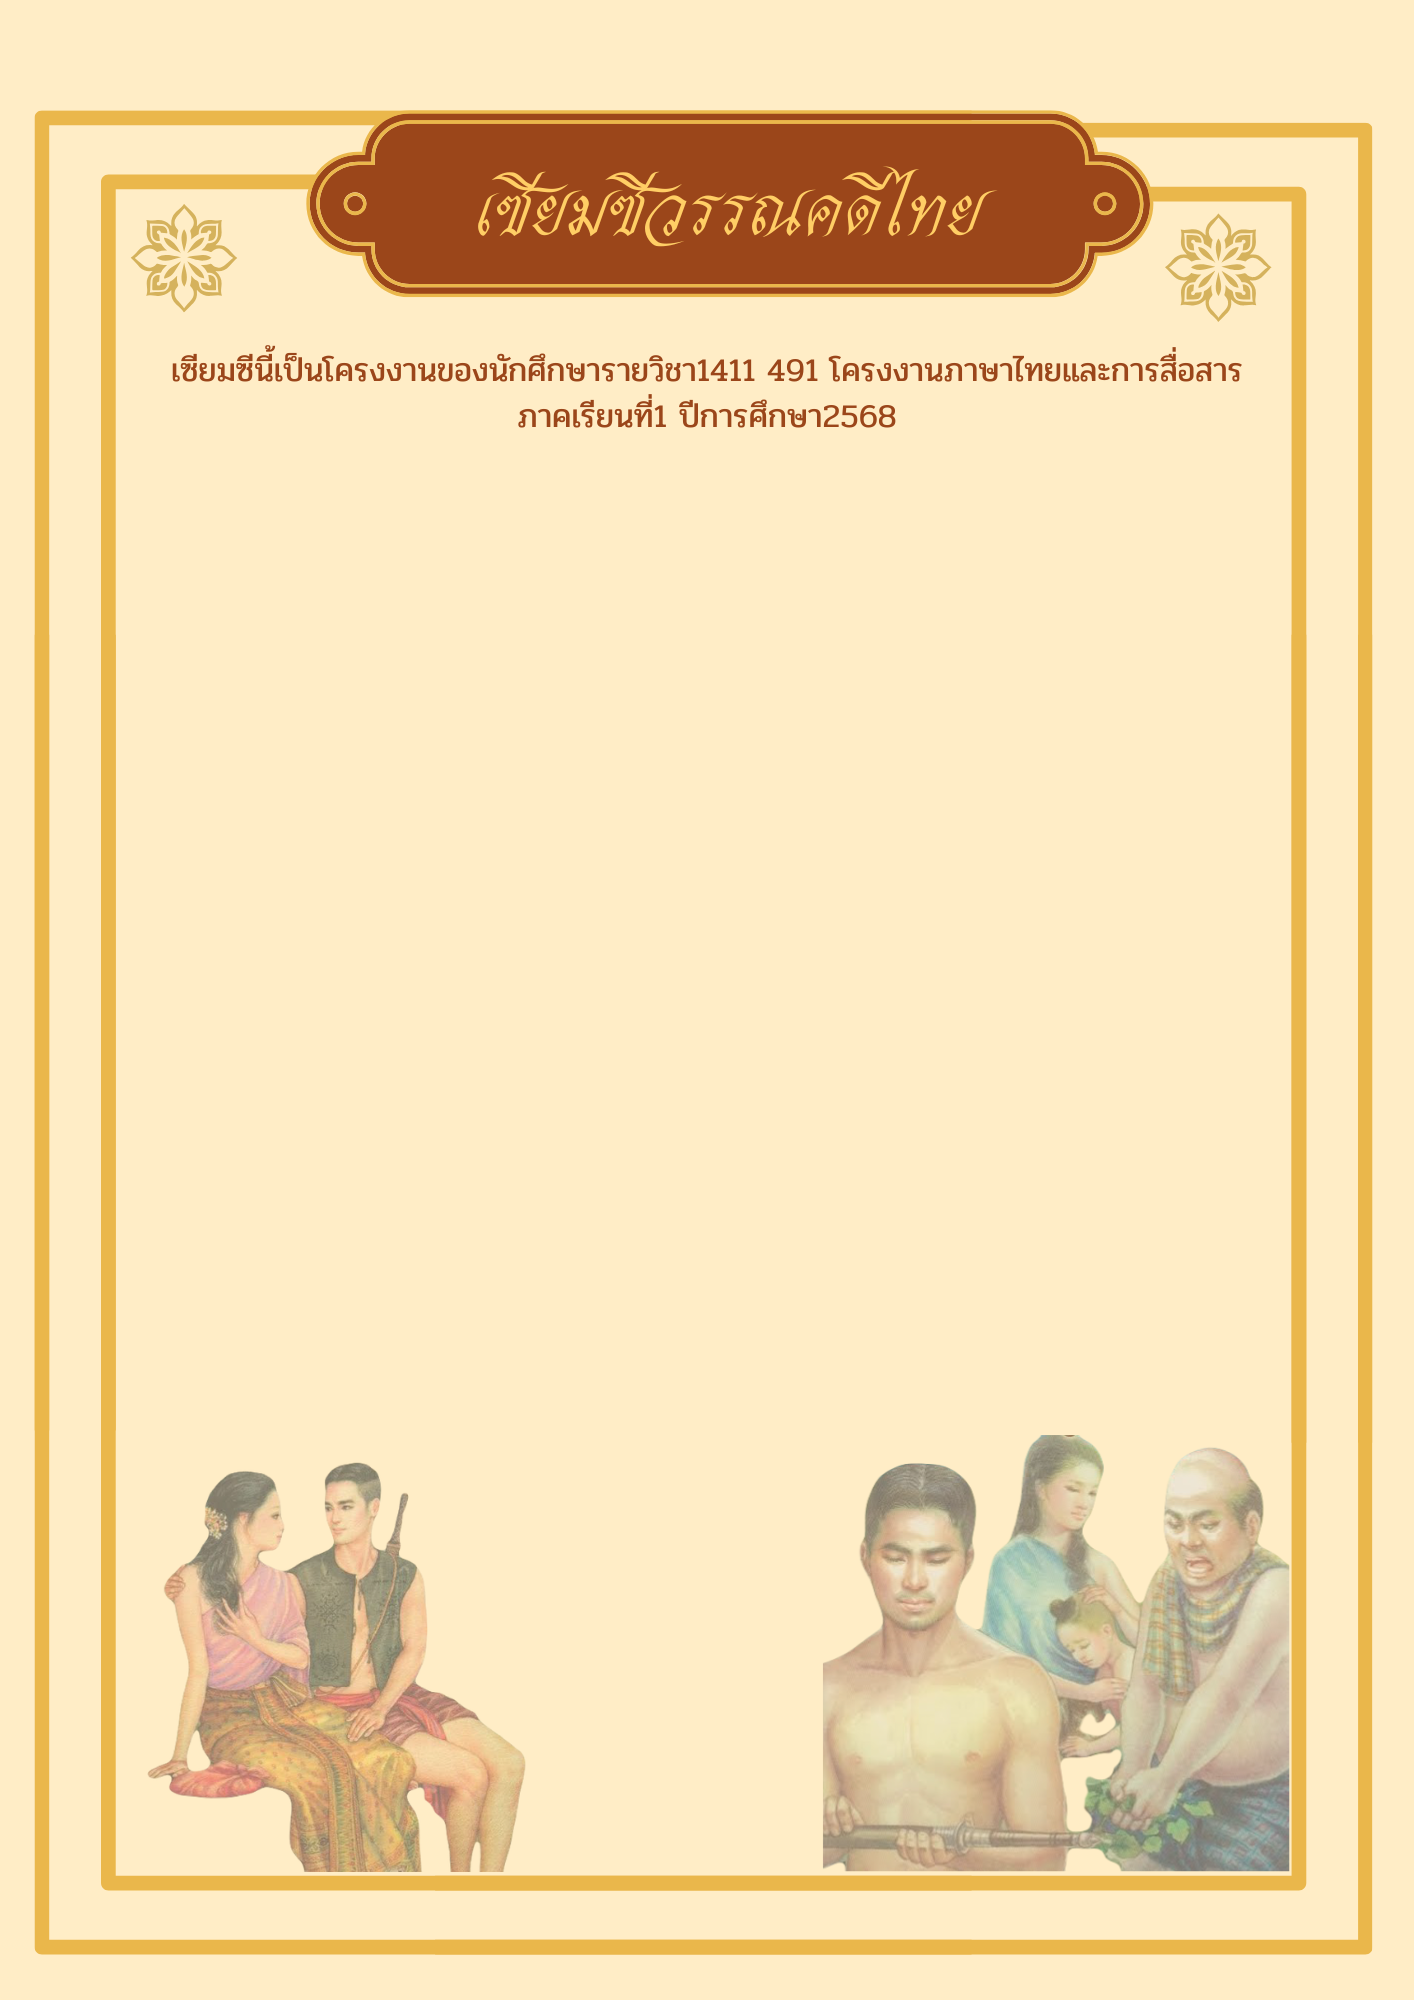 เซียมซีวรรณคดีไทย
เซียมซีนี้เป็นโครงงานของนักศึกษารายวิชา1411 491 โครงงานภาษาไทยและการสื่อสาร
ภาคเรียนที่1 ปีการศึกษา2568